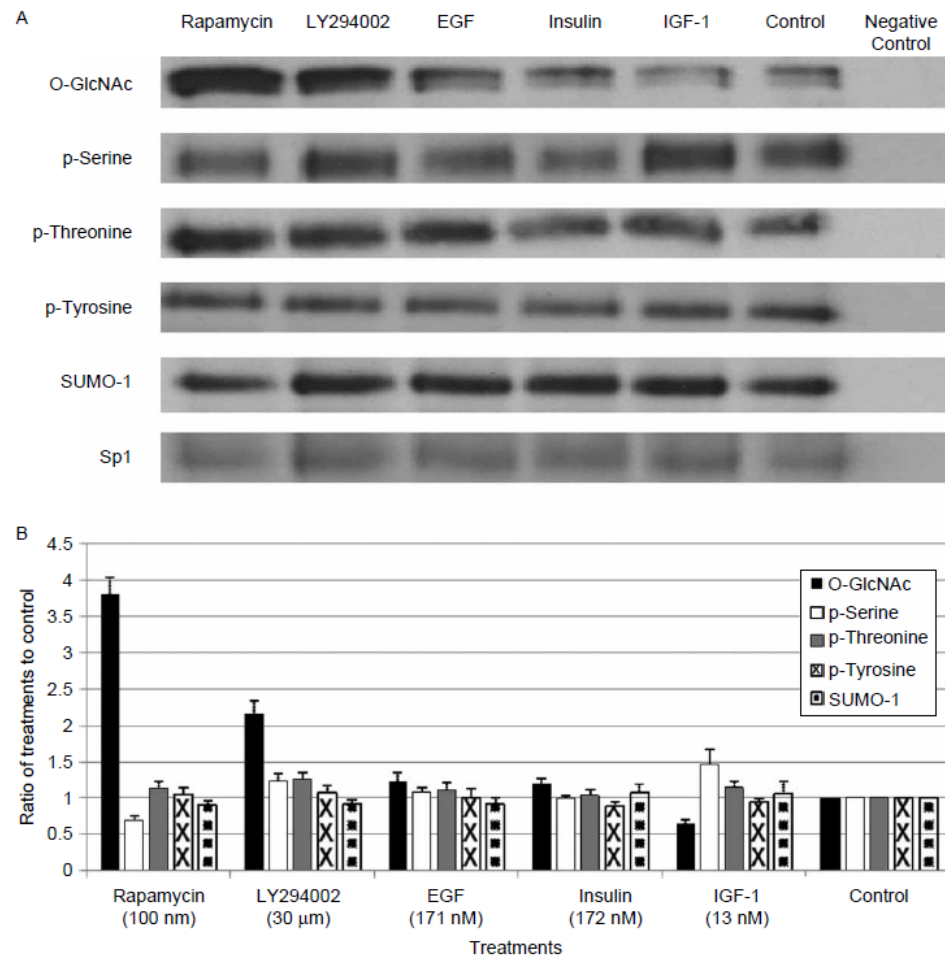 A
Rapamycin LY294002 EGF Insulin IGF-1 Control Negative
Control
O-GlcNAc
p-Serine
p-Threonine
p-Tyrosine
SUMO-1
Sp1
B
Ratio of treatments to control
4.5
4
3.5
3
2.5
2
1.5
1
0.5
0
O-GlcNAc
p-Serine
p-Threonine
p-Tyrosine
SUMO-1
Rapamycin LY294002 EGF Insulin IGF-1 Control
(100 nm) (30 μm) (171 nM) (172 nM) (13 nM)
Treatments